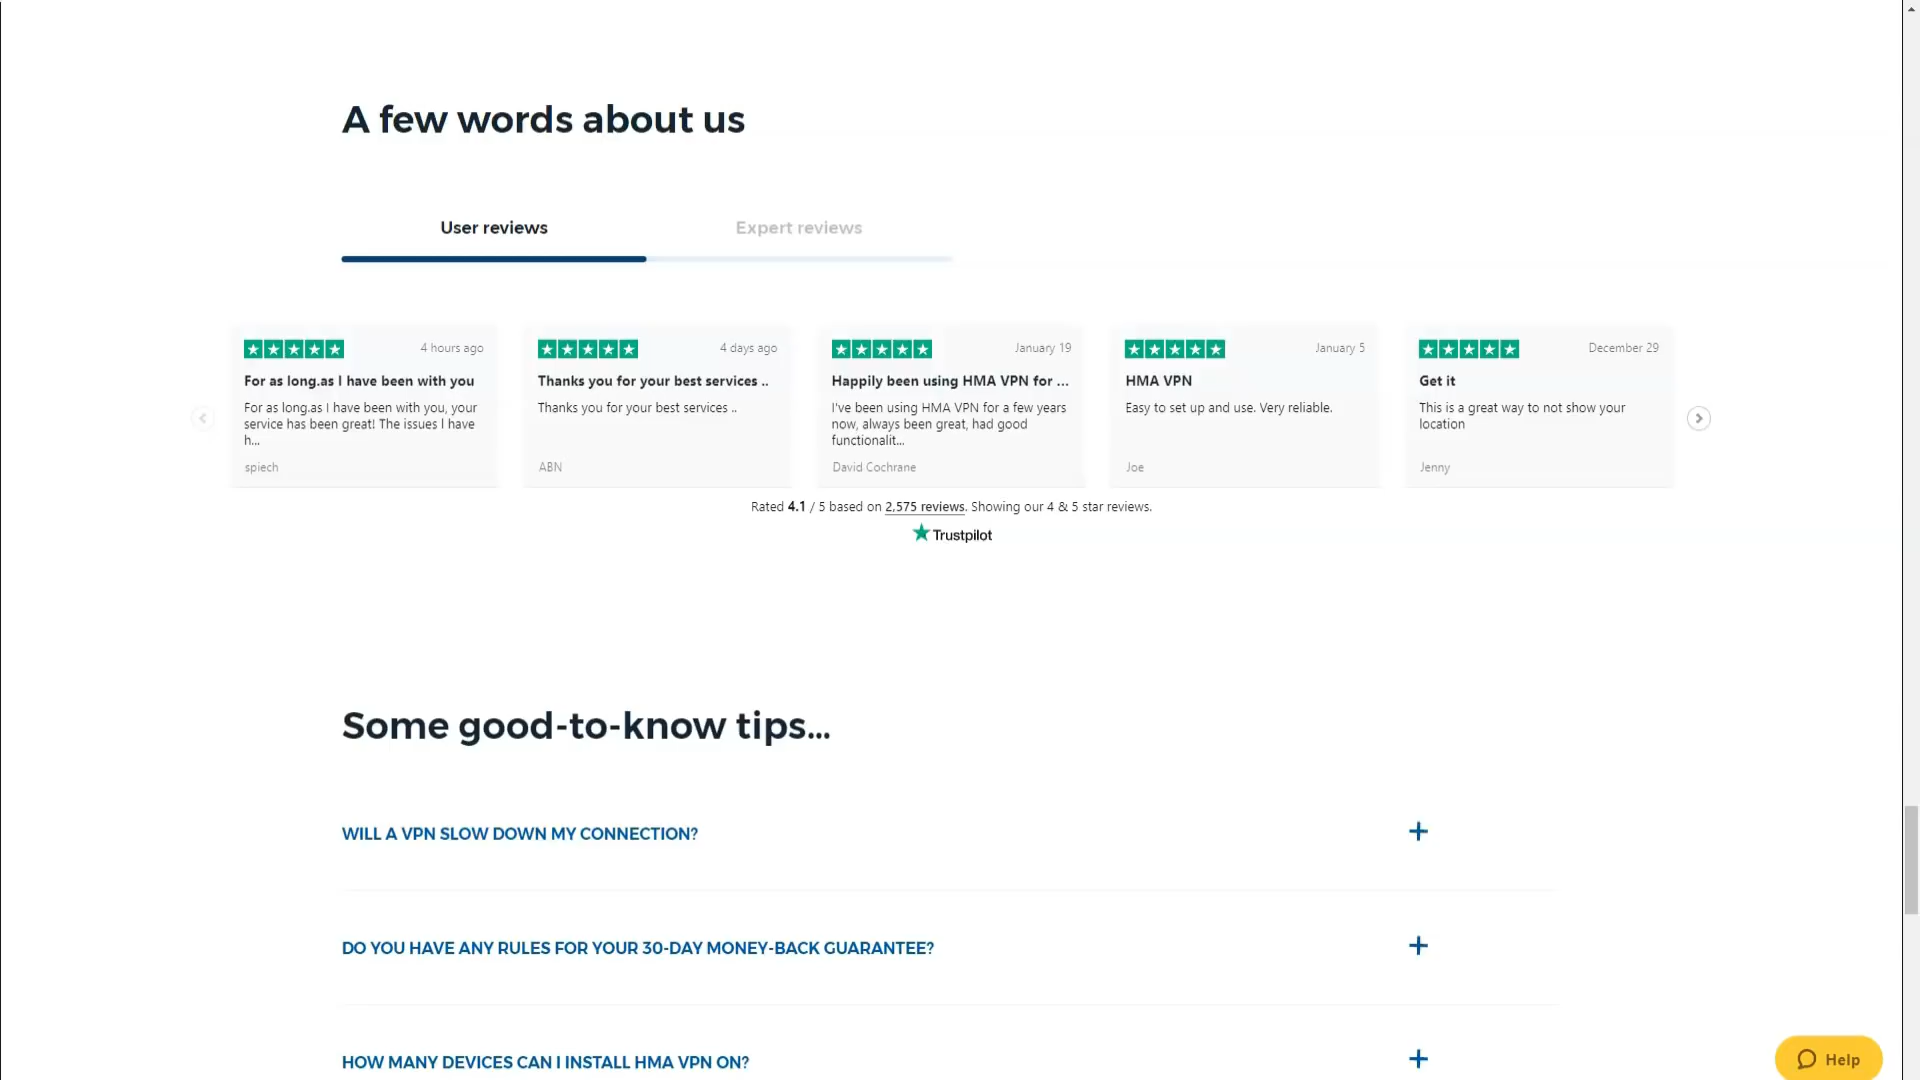 A few words about us
User reviews
Expert reviews
4 hours ago
For as long.as I have been with you
For as long.as I have been with you, your
service has been great! The issues I have
h...
spiech
4 days ago
Thanks you for your best services ..
Thanks you for your best services ..
ABN
January 19
Happily been using HMA VPN for ...
I've been using HMA VPN for a few years
now, always been great, had good
functionalit...
David Cochrane
January 5
HMA VPN
Easy to set up and use. Very reliable.
Joe
December 29
Get it
This is a great way to not show your
location
Jenny
Rated 4.1 / 5 based on 2,575 reviews. Showing our 4 & 5 star reviews.
Trustpilot
Some good-to-know tips...
WILL A VPN SLOW DOWN MY CONNECTION?
DO YOU HAVE ANY RULES FOR YOUR 30-DAY MONEY-BACK GUARANTEE?
HOW MANY DEVICES CAN I INSTALL HMA VPN ON?
Help